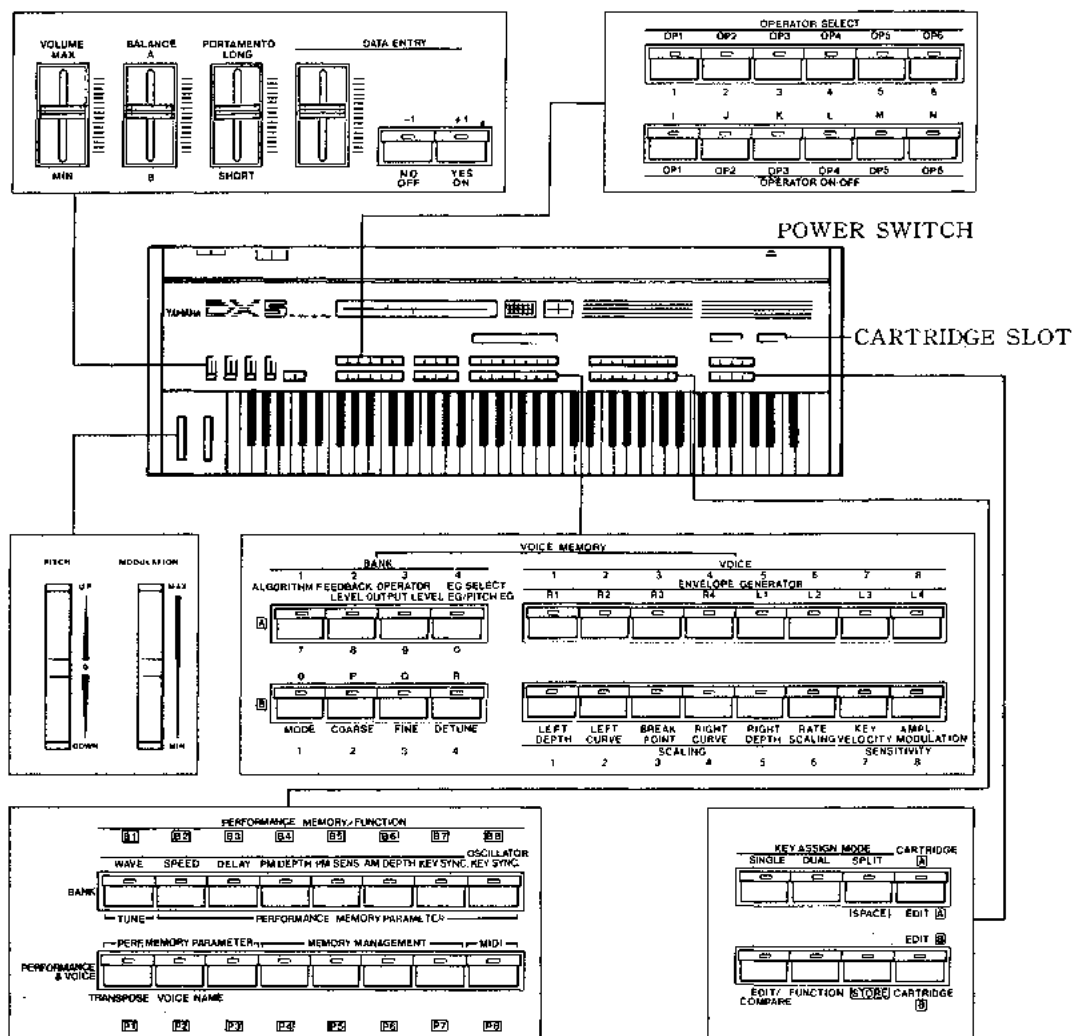 VOLUME BALANCE PORTAMENTO DATA ENTRY
MAX A LONG
-1 +1
MIN B SHORT
NO YES
OFF ON
OPERATOR SELECT
OP1 OP2 OP3 OP4 OP5 OP6
1 2 3 4 5 6
I J K L M N
OP1 OP2 OP3 OP4 OP5 OP6
OPERATOR ON-OFF
POWER SWITCH
YAMAHA DX5
CARTRIDGE SLOT
PITCH MODULATION
UP MAX
0
DOWN MIN
VOICE MEMORY
BANK VOICE
1 2 3 4 1 2 3 4 5 6 7 8
ALGORITHM FEEDBACK OPERATOR EG SELECT ENVELOPE GENERATOR
LEVEL OUTPUT LEVEL EG/PITCH EG R1 R2 R3 R4 L1 L2 L3 L4
A
7 8 9 0
O P Q R
B
MODE COARSE FINE DETUNE LEFT DEPTH LEFT CURVE BREAK POINT RIGHT CURVE RIGHT DEPTH RATE SCALING KEY VELOCITY AMPL. MODULATION
SCALING SENSITIVITY
1 2 3 4 1 2 3 4 5 6 7 8
PERFORMANCE MEMORY/FUNCTION
B1 B2 B3 B4 B5 B6 B7 B8
WAVE SPEED DELAY PM DEPTH PM SENS AM DEPTH KEY SYNC. OSCILLATOR KEY SYNC.
BANK
TUNE PERFORMANCE MEMORY PARAMETER
PERF.MEMORY PARAMETER MEMORY MANAGEMENT MIDI
PERFORMANCE & VOICE
TRANSPOSE VOICE NAME
P1 P2 P3 P4 P5 P6 P7 P8
KEY ASSIGN MODE CARTRIDGE
SINGLE DUAL SPLIT A
(SPACE) EDIT A
EDIT B
EDIT/ FUNCTION STORE CARTRIDGE
COMPARE B